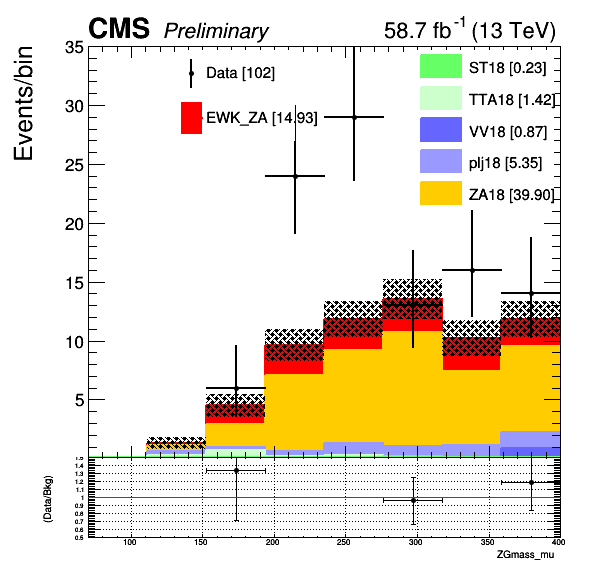 CMS Preliminary 58.7 fb⁻¹ (13 TeV)
Events/bin
35
30
25
20
15
10
5
Data [102]
EWK_ZA [14.93]
ST18 [0.23]
TTA18 [1.42]
VV18 [0.87]
plj18 [5.35]
ZA18 [39.90]
(Data/Bkg)
1.5
1.4
1.3
1.2
1.1
1
0.9
0.8
0.7
0.6
0.5
100 150 200 250 300 350 400
ZGmass_mu